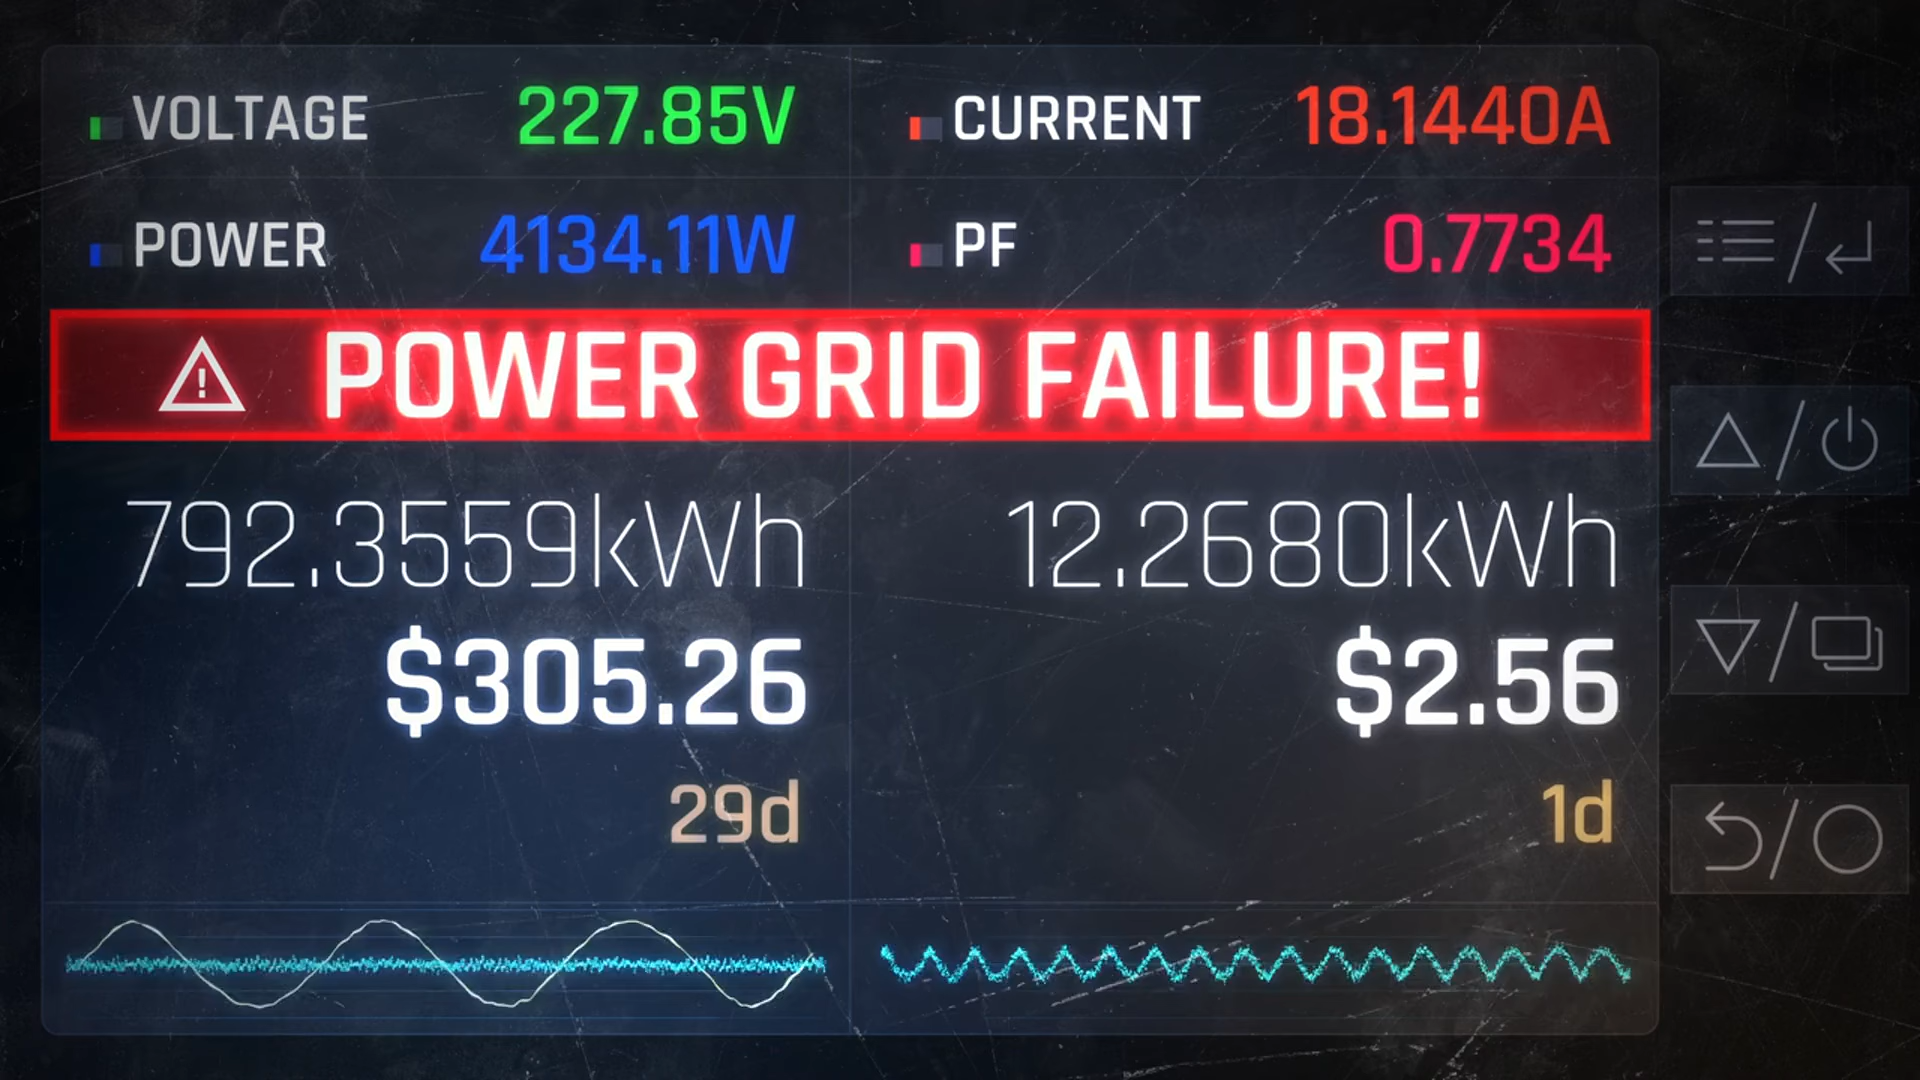 VOLTAGE 227.85V CURRENT 18.1440A
POWER 4134.11W PF 0.7734
POWER GRID FAILURE!
792.3559kWh 12.2680kWh
$305.26 $2.56
29d 1d